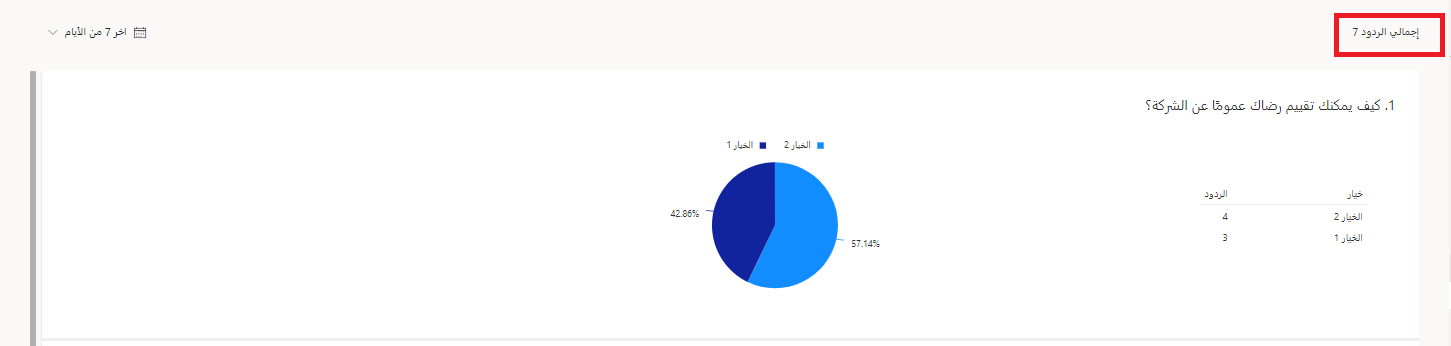 إجمالي الردود 7
اخر 7 من الأيام
1. كيف يمكنك تقييم رضاك عمومًا عن الشركة؟
الخيار 2
الخيار 1
42.86%
57.14%
خيار الردود
الخيار 2 4
الخيار 1 3